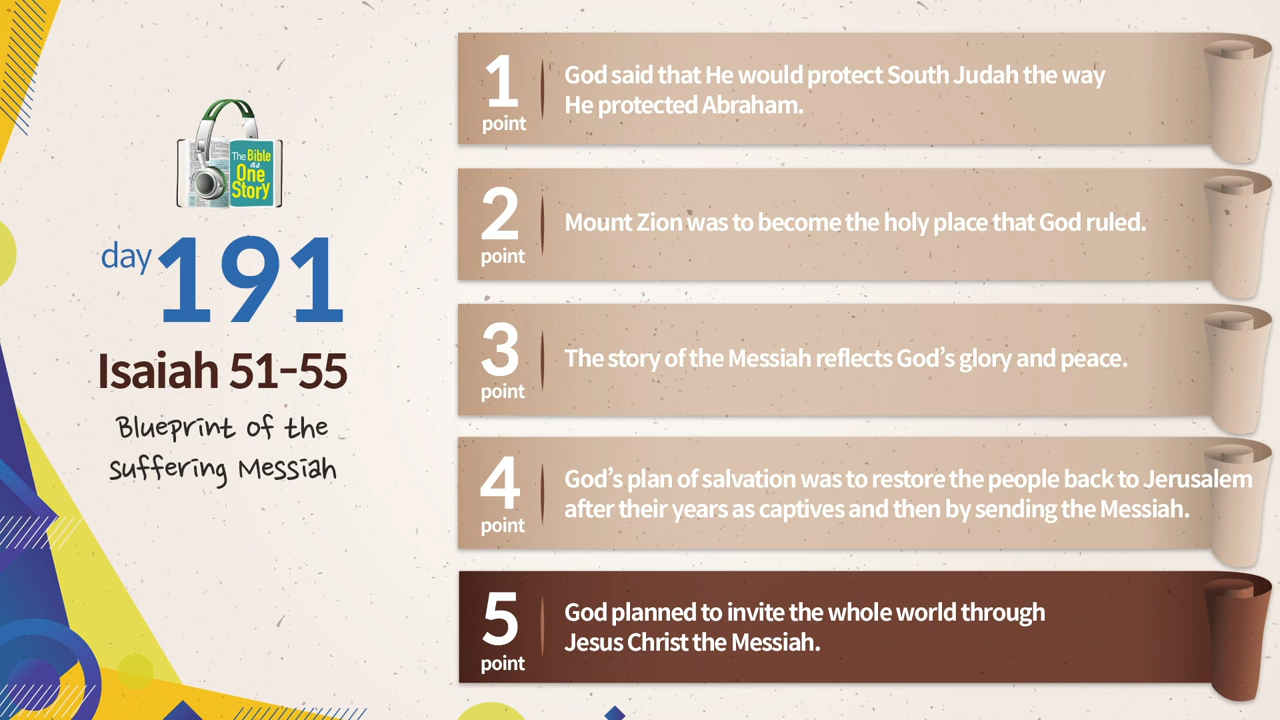 The Bible
as
One
Story
day 191
Isaiah 51-55
Blueprint of the
suffering Messiah
1
point
God said that He would protect South Judah the way
He protected Abraham.
2
point
Mount Zion was to become the holy place that God ruled.
3
point
The story of the Messiah reflects God's glory and peace.
4
point
God's plan of salvation was to restore the people back to Jerusalem
after their years as captives and then by sending the Messiah.
5
point
God planned to invite the whole world through
Jesus Christ the Messiah.